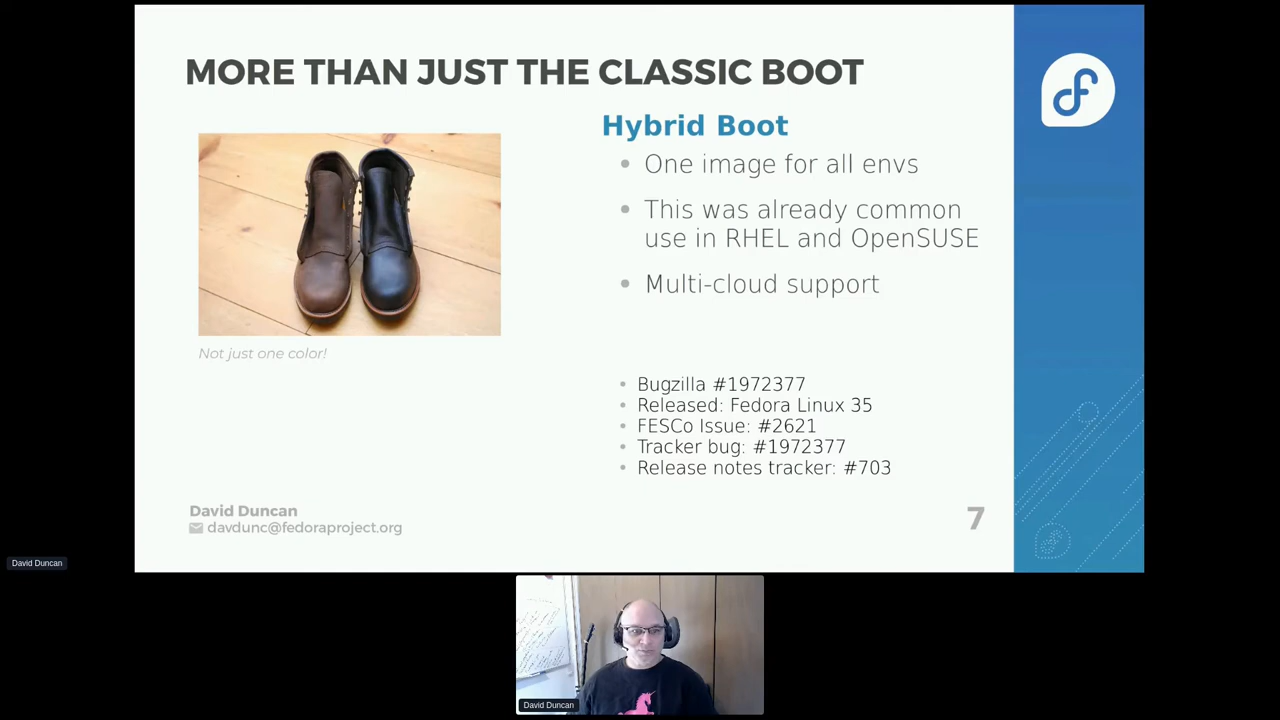 MORE THAN JUST THE CLASSIC BOOT
Hybrid Boot
One image for all envs
This was already common
use in RHEL and OpenSUSE
Multi-cloud support
Not just one color!
Bugzilla #1972377
Released: Fedora Linux 35
FESCo Issue: #2621
Tracker bug: #1972377
Release notes tracker: #703
David Duncan
davdunc@fedoraproject.org
7
David Duncan
David Duncan